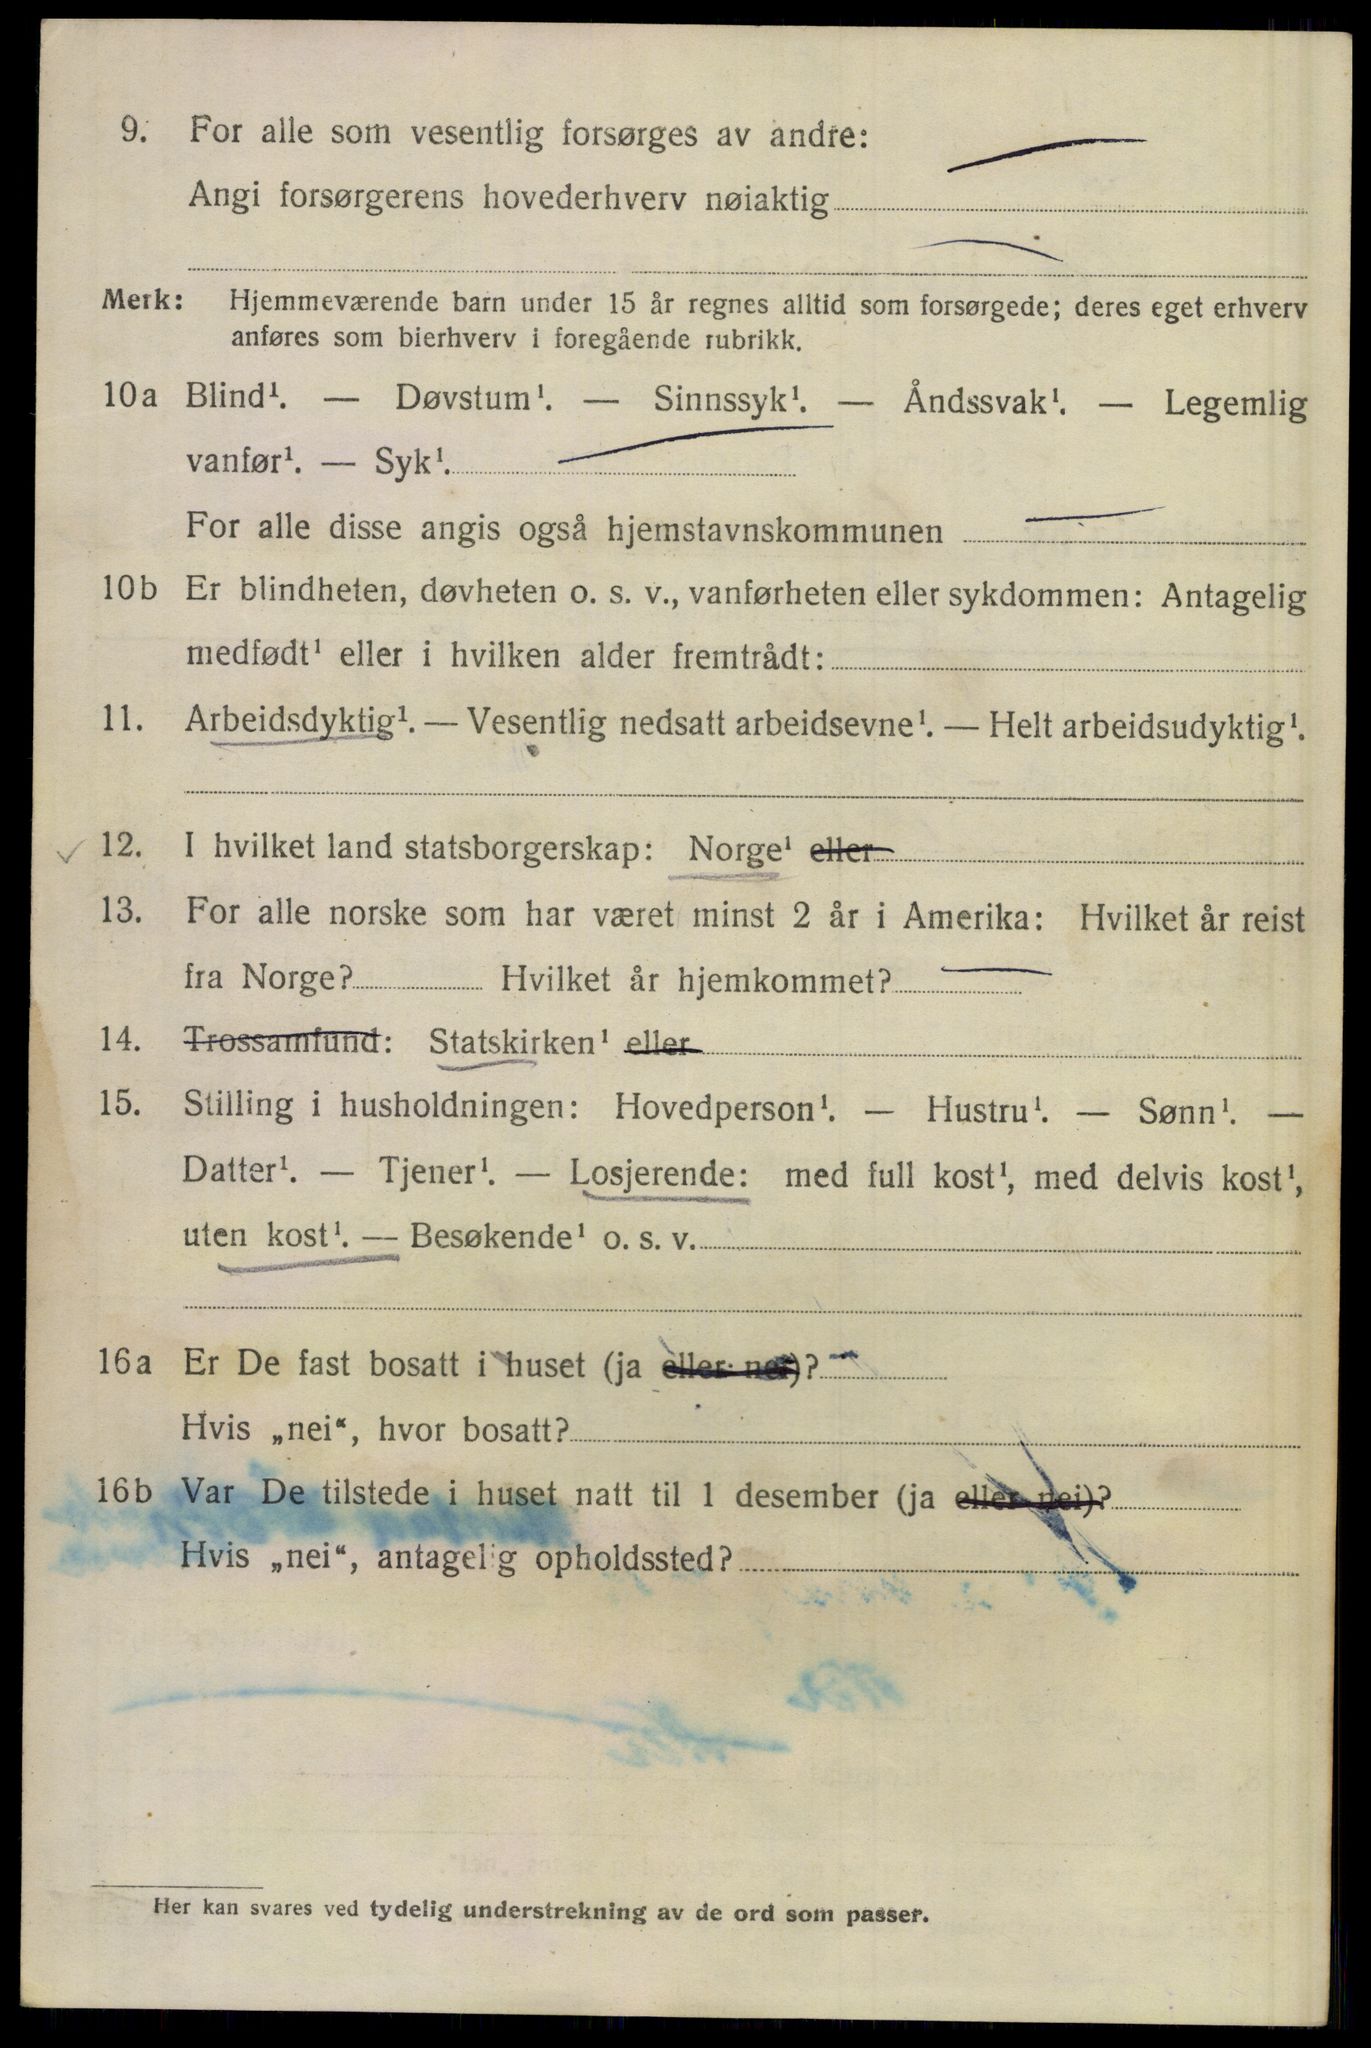 9. For alle som vesentlig forsørges av andre:
Angi forsørgerens hovederhverv nøiaktig
Merk: Hjemmeværende barn under 15 år regnes alltid som forsørgede; deres eget erhverv
anføres som bierhverv i foregående rubrikk.
10a Blind¹. — Døvstum¹. — Sinnssyk¹. — Åndssvak¹. — Legemlig
vanfør¹. — Syk¹.
For alle disse angis også hjemstavnskommunen
10b Er blindheten, døvheten o. s. v., vanførheten eller sykdommen: Antagelig
medfødt¹ eller i hvilken alder fremtrådt:
11. Arbeidsdyktig¹. — Vesentlig nedsatt arbeidsevne¹. — Helt arbeidsudyktig¹.
12. I hvilket land statsborgerskap: Norge¹ eller
13. For alle norske som har været minst 2 år i Amerika: Hvilket år reist
fra Norge? Hvilket år hjemkommet?
14. Trossamfund: Statskirken¹ eller
15. Stilling i husholdningen: Hovedperson¹. — Hustru¹. — Sønn¹. —
Datter¹. — Tjener¹. — Losjerende: med full kost¹, med delvis kost¹,
uten kost¹. — Besøkende¹ o. s. v.
16a Er De fast bosatt i huset (ja eller nei)?
Hvis „nei“, hvor bosatt?
16b Var De tilstede i huset natt til 1 desember (ja eller nei)?
Hvis „nei“, antagelig opholdssted?
Her kan svares ved tydelig understrekning av de ord som passer.